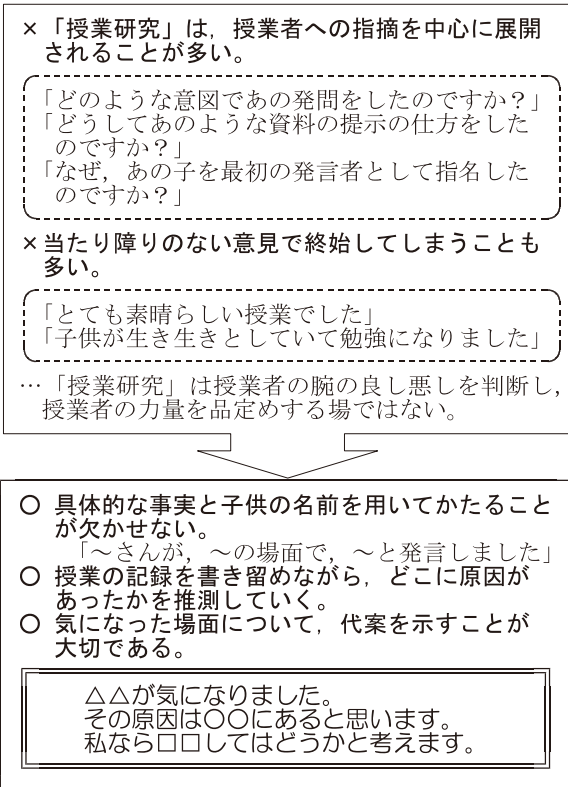 ×「授業研究」は，授業者への指摘を中心に展開
されることが多い。
「どのような意図であの発問をしたのですか？」
「どうしてあのような資料の提示の仕方をした
のですか？」
「なぜ，あの子を最初の発言者として指名した
のですか？」
×当たり障りのない意見で終始してしまうことも
多い。
「とても素晴らしい授業でした」
「子供が生き生きとしていて勉強になりました」
…「授業研究」は授業者の腕の良し悪しを判断し，
授業者の力量を品定めする場ではない。
○ 具体的な事実と子供の名前を用いてかたること
が欠かせない。
「～さんが，～の場面で，～と発言しました」
○ 授業の記録を書き留めながら，どこに原因が
あったかを推測していく。
○ 気になった場面について，代案を示すことが
大切である。
△△が気になりました。
その原因は○○にあると思います。
私なら□□してはどうかと考えます。